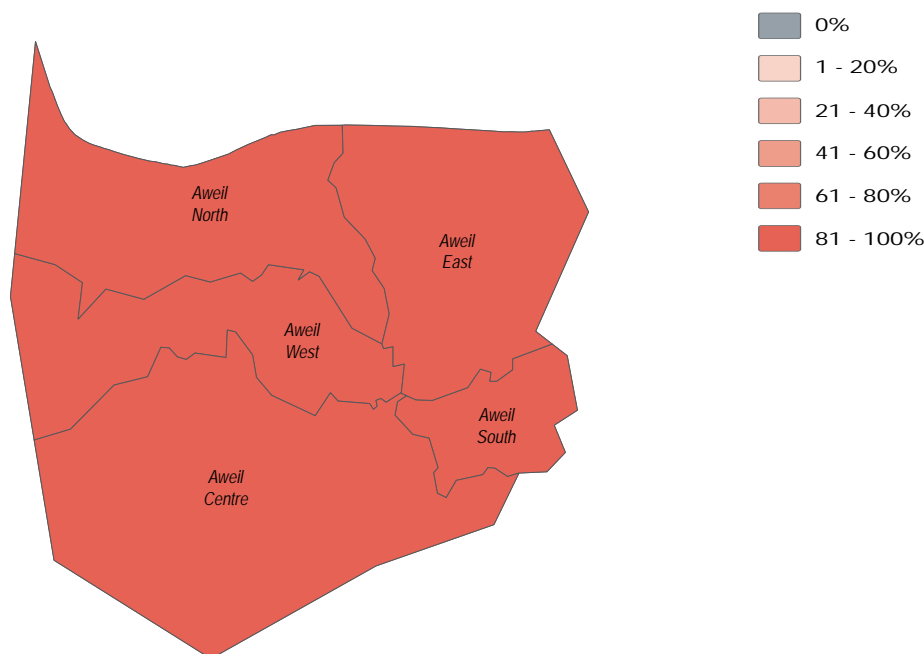 0%
1 - 20%
21 - 40%
41 - 60%
61 - 80%
81 - 100%
Aweil
North
Aweil
East
Aweil
West
Aweil
South
Aweil
Centre